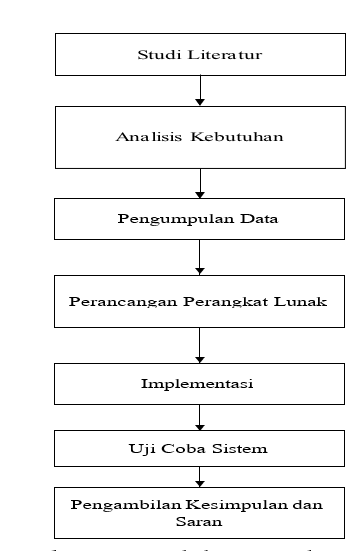 Studi Literatur
Analisis Kebutuhan
Pengumpulan Data
Perancangan Perangkat Lunak
Implementasi
Uji Coba Sistem
Pengambilan Kesimpulan dan
Saran